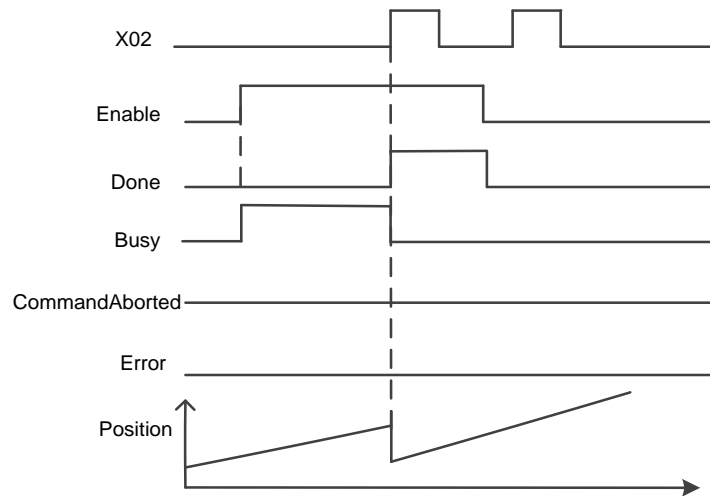 X02
Enable
Done
Busy
CommandAborted
Error
Position